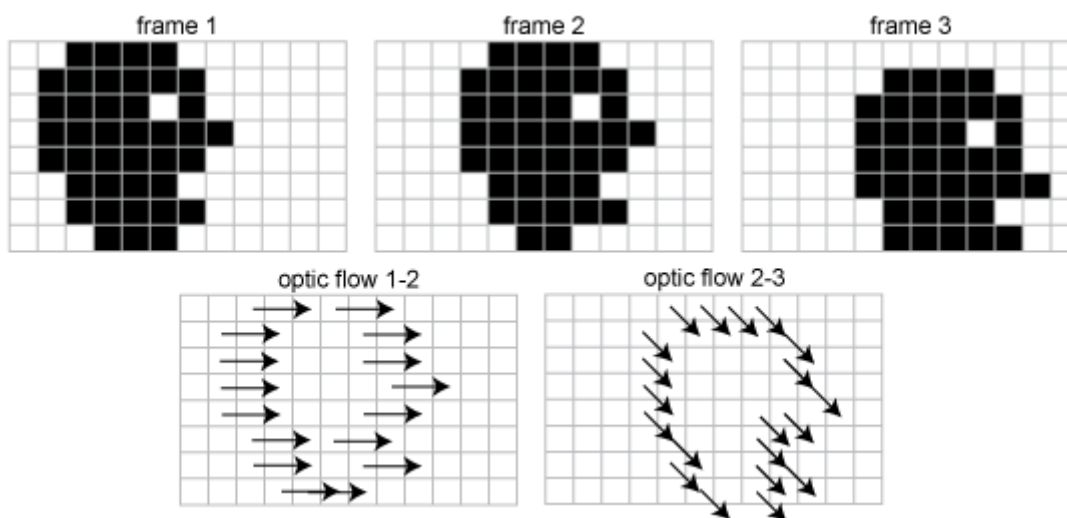 frame 1
frame 2
frame 3
optic flow 1-2
optic flow 2-3